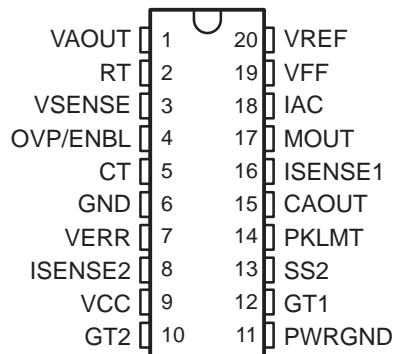 VAOUT 1 20 VREF
RT 2 19 VFF
VSENSE 3 18 IAC
OVP/ENBL 4 17 MOUT
CT 5 16 ISENSE1
GND 6 15 CAOUT
VERR 7 14 PKLMT
ISENSE2 8 13 SS2
VCC 9 12 GT1
GT2 10 11 PWRGND